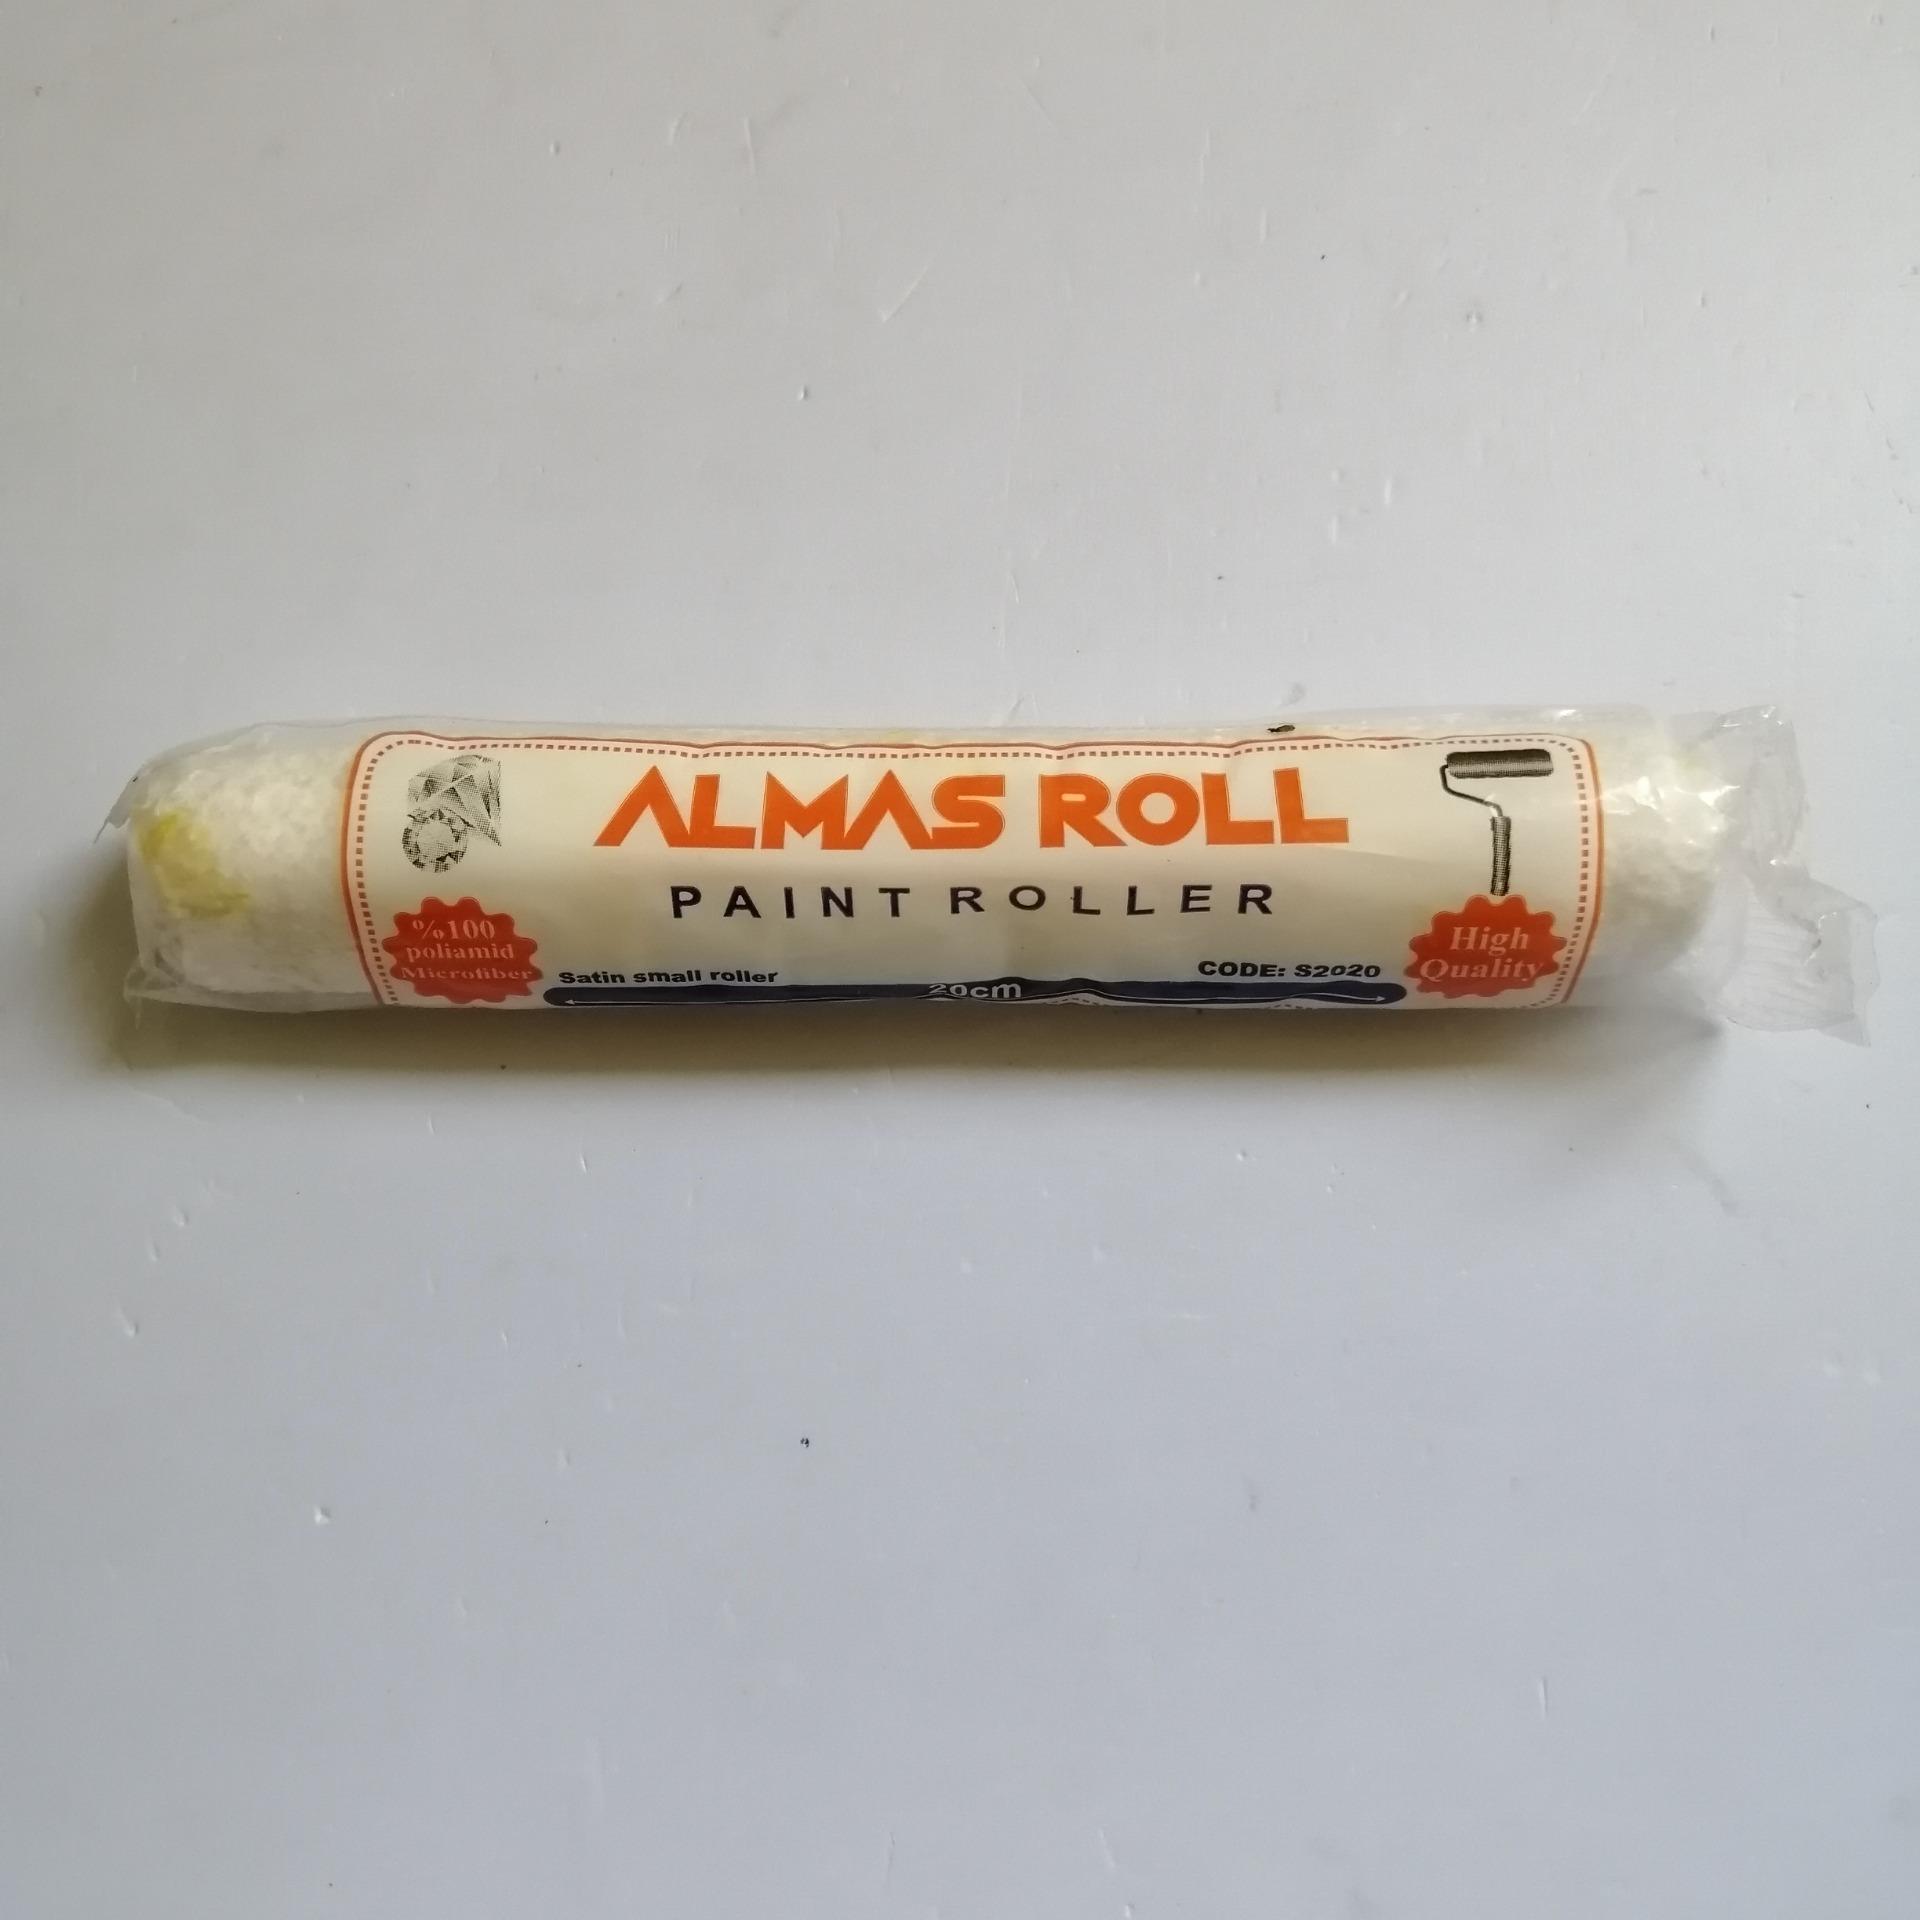 ALMAS ROLL
PAINT ROLLER
%100
poliamid
Microfiber
Satin small roller
CODE: S2020
20cm
High
Quality